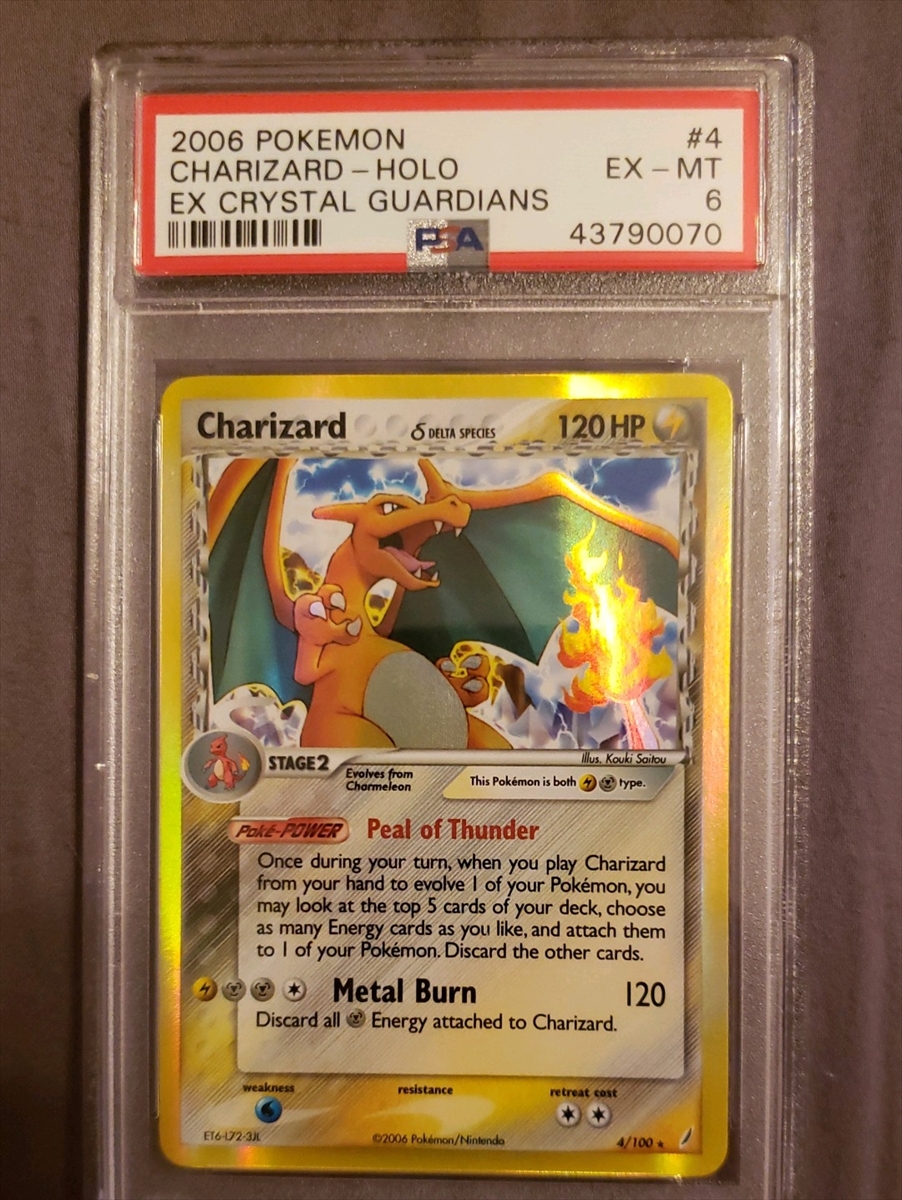 2006 POKEMON #4
CHARIZARD - HOLO EX - MT
EX CRYSTAL GUARDIANS 6
PSA 43790070
Charizard δ DELTA SPECIES 120 HP
Illus. Kouki Saitou
STAGE 2
Evolves from
Charmeleon
This Pokémon is both type.
Poké-POWER Peal of Thunder
Once during your turn, when you play Charizard
from your hand to evolve 1 of your Pokémon, you
may look at the top 5 cards of your deck, choose
as many Energy cards as you like, and attach them
to 1 of your Pokémon. Discard the other cards.
Metal Burn 120
Discard all Energy attached to Charizard.
weakness resistance retreat cost
ET6-L72-3JL ©2006 Pokémon/Nintendo 4/100 ★